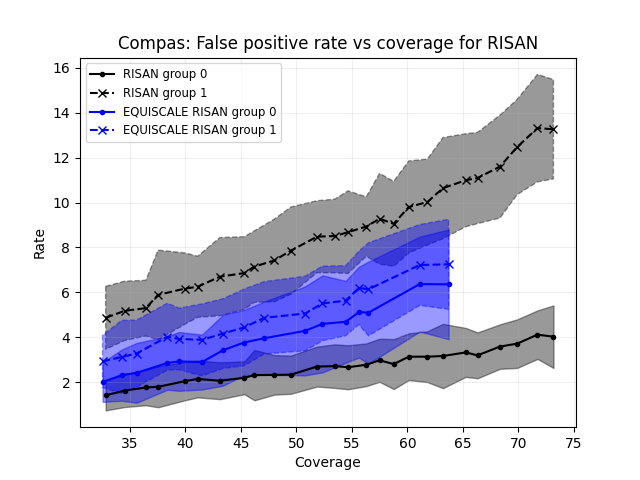 Compas: False positive rate vs coverage for RISAN
RISAN group 0
RISAN group 1
EQUISCALE RISAN group 0
EQUISCALE RISAN group 1
16
14
12
10
8
6
4
2
Rate
35 40 45 50 55 60 65 70 75
Coverage